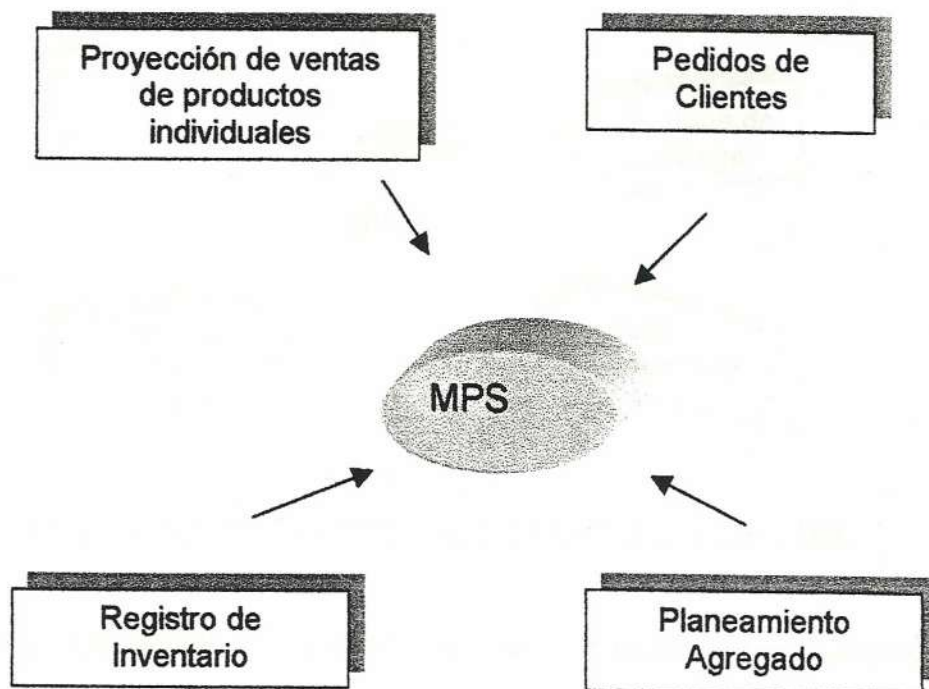 Proyección de ventas
de productos
individuales
Pedidos de
Clientes
MPS
Registro de
Inventario
Planeamiento
Agregado